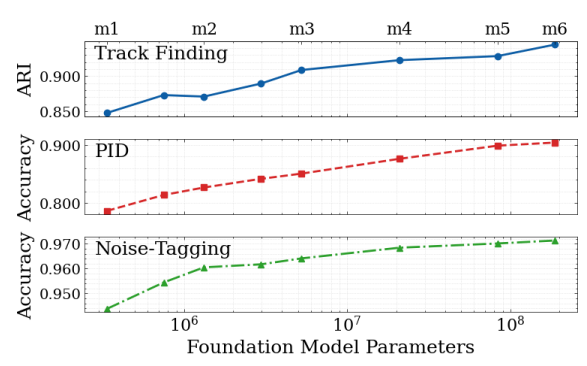 m1 m2 m3 m4 m5 m6
Track Finding
ARI
0.900
0.850
PID
Accuracy
0.900
0.800
Noise-Tagging
Accuracy
0.970
0.960
0.950
10⁶ 10⁷ 10⁸
Foundation Model Parameters